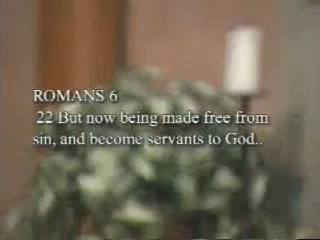 ROMANS 6
22 But now being made free from
sin, and become servants to God..